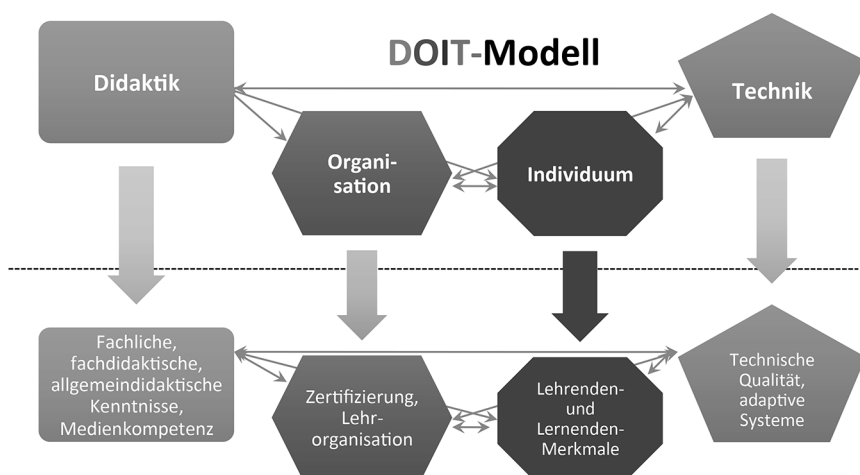 DOIT-Modell
Didaktik
Technik
Organi-
sation
Individuum
Fachliche,
fachdidaktische,
allgemeindidaktische
Kenntnisse,
Medienkompetenz
Zertifizierung,
Lehr-
organisation
Lehrenden-
und
Lernenden-
Merkmale
Technische
Qualität,
adaptive
Systeme